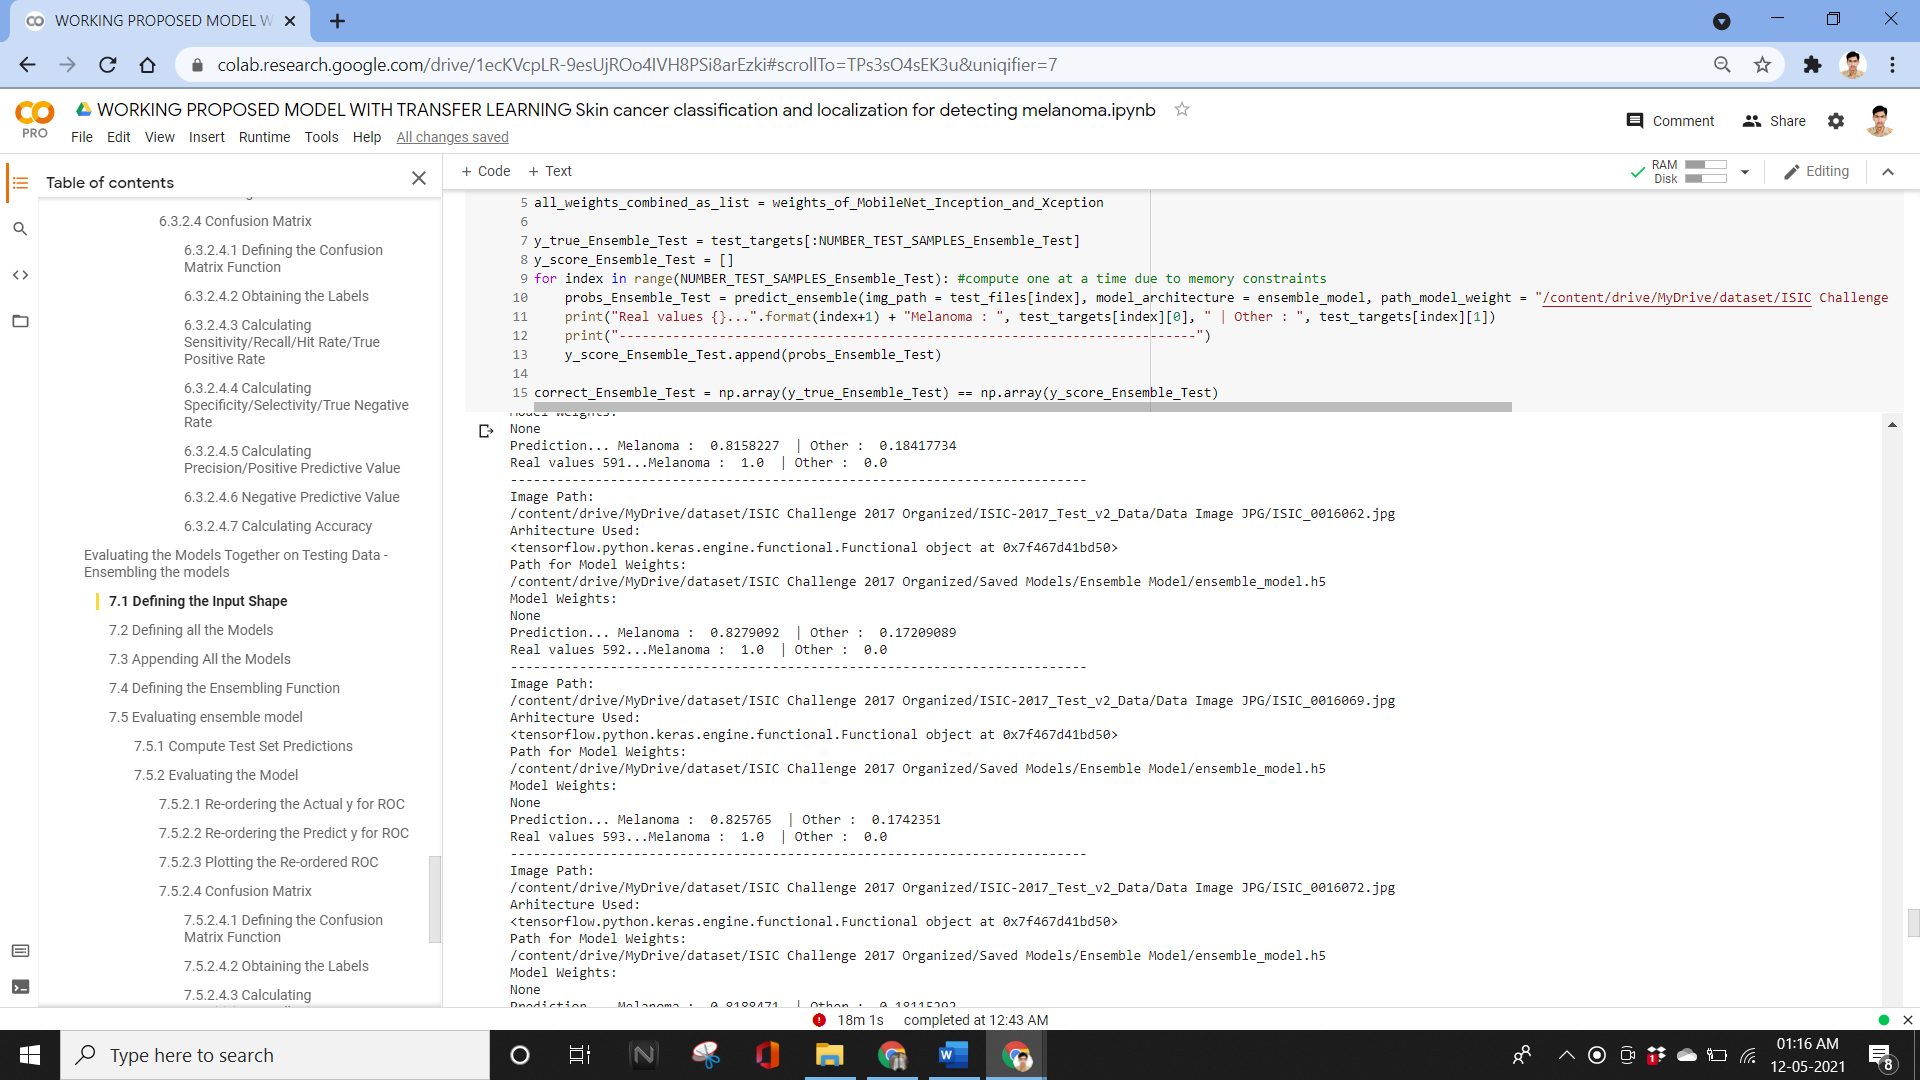 WORKING PROPOSED MODEL W
colab.research.google.com/drive/1ecKVcpLR-9esUjROo4IVH8PSi8arEzki#scrollTo=TPs3sO4sEK3u&uniqifier=7
PRO
WORKING PROPOSED MODEL WITH TRANSFER LEARNING Skin cancer classification and localization for detecting melanoma.ipynb
File Edit View Insert Runtime Tools Help All changes saved
Comment Share
Table of contents
+ Code + Text
RAM
Disk
Editing
6.3.2.4 Confusion Matrix
6.3.2.4.1 Defining the Confusion
Matrix Function
6.3.2.4.2 Obtaining the Labels
6.3.2.4.3 Calculating
Sensitivity/Recall/Hit Rate/True
Positive Rate
6.3.2.4.4 Calculating
Specificity/Selectivity/True Negative
Rate
6.3.2.4.5 Calculating
Precision/Positive Predictive Value
6.3.2.4.6 Negative Predictive Value
6.3.2.4.7 Calculating Accuracy
Evaluating the Models Together on Testing Data -
Ensembling the models
7.1 Defining the Input Shape
7.2 Defining all the Models
7.3 Appending All the Models
7.4 Defining the Ensembling Function
7.5 Evaluating ensemble model
7.5.1 Compute Test Set Predictions
7.5.2 Evaluating the Model
7.5.2.1 Re-ordering the Actual y for ROC
7.5.2.2 Re-ordering the Predict y for ROC
7.5.2.3 Plotting the Re-ordered ROC
7.5.2.4 Confusion Matrix
7.5.2.4.1 Defining the Confusion
Matrix Function
7.5.2.4.2 Obtaining the Labels
7.5.2.4.3 Calculating
5 all_weights_combined_as_list = weights_of_MobileNet_Inception_and_Xception
6
7 y_true_Ensemble_Test = test_targets[:NUMBER_TEST_SAMPLES_Ensemble_Test]
8 y_score_Ensemble_Test = []
9 for index in range(NUMBER_TEST_SAMPLES_Ensemble_Test): #compute one at a time due to memory constraints
10 probs_Ensemble_Test = predict_ensemble(img_path = test_files[index], model_architecture = ensemble_model, path_model_weight = "/content/drive/MyDrive/dataset/ISIC Challenge
11 print("Real values {}...".format(index+1) + "Melanoma : ", test_targets[index][0], " | Other : ", test_targets[index][1])
12 print("---------------------------------------------------------------------------")
13 y_score_Ensemble_Test.append(probs_Ensemble_Test)
14
15 correct_Ensemble_Test = np.array(y_true_Ensemble_Test) == np.array(y_score_Ensemble_Test)
Model Weights:
None
Prediction... Melanoma : 0.8158227 | Other : 0.18417734
Real values 591...Melanoma : 1.0 | Other : 0.0
---------------------------------------------------------------------------
Image Path:
/content/drive/MyDrive/dataset/ISIC Challenge 2017 Organized/ISIC-2017_Test_v2_Data/Data Image JPG/ISIC_0016062.jpg
Arhitecture Used:
<tensorflow.python.keras.engine.functional.Functional object at 0x7f467d41bd50>
Path for Model Weights:
/content/drive/MyDrive/dataset/ISIC Challenge 2017 Organized/Saved Models/Ensemble Model/ensemble_model.h5
Model Weights:
None
Prediction... Melanoma : 0.8279092 | Other : 0.17209089
Real values 592...Melanoma : 1.0 | Other : 0.0
---------------------------------------------------------------------------
Image Path:
/content/drive/MyDrive/dataset/ISIC Challenge 2017 Organized/ISIC-2017_Test_v2_Data/Data Image JPG/ISIC_0016069.jpg
Arhitecture Used:
<tensorflow.python.keras.engine.functional.Functional object at 0x7f467d41bd50>
Path for Model Weights:
/content/drive/MyDrive/dataset/ISIC Challenge 2017 Organized/Saved Models/Ensemble Model/ensemble_model.h5
Model Weights:
None
Prediction... Melanoma : 0.825765 | Other : 0.1742351
Real values 593...Melanoma : 1.0 | Other : 0.0
---------------------------------------------------------------------------
Image Path:
/content/drive/MyDrive/dataset/ISIC Challenge 2017 Organized/ISIC-2017_Test_v2_Data/Data Image JPG/ISIC_0016072.jpg
Arhitecture Used:
<tensorflow.python.keras.engine.functional.Functional object at 0x7f467d41bd50>
Path for Model Weights:
/content/drive/MyDrive/dataset/ISIC Challenge 2017 Organized/Saved Models/Ensemble Model/ensemble_model.h5
Model Weights:
None
Prediction... Melanoma : 0.8188471 | Other : 0.18115292
18m 1s completed at 12:43 AM
Type here to search
01:16 AM
12-05-2021
8